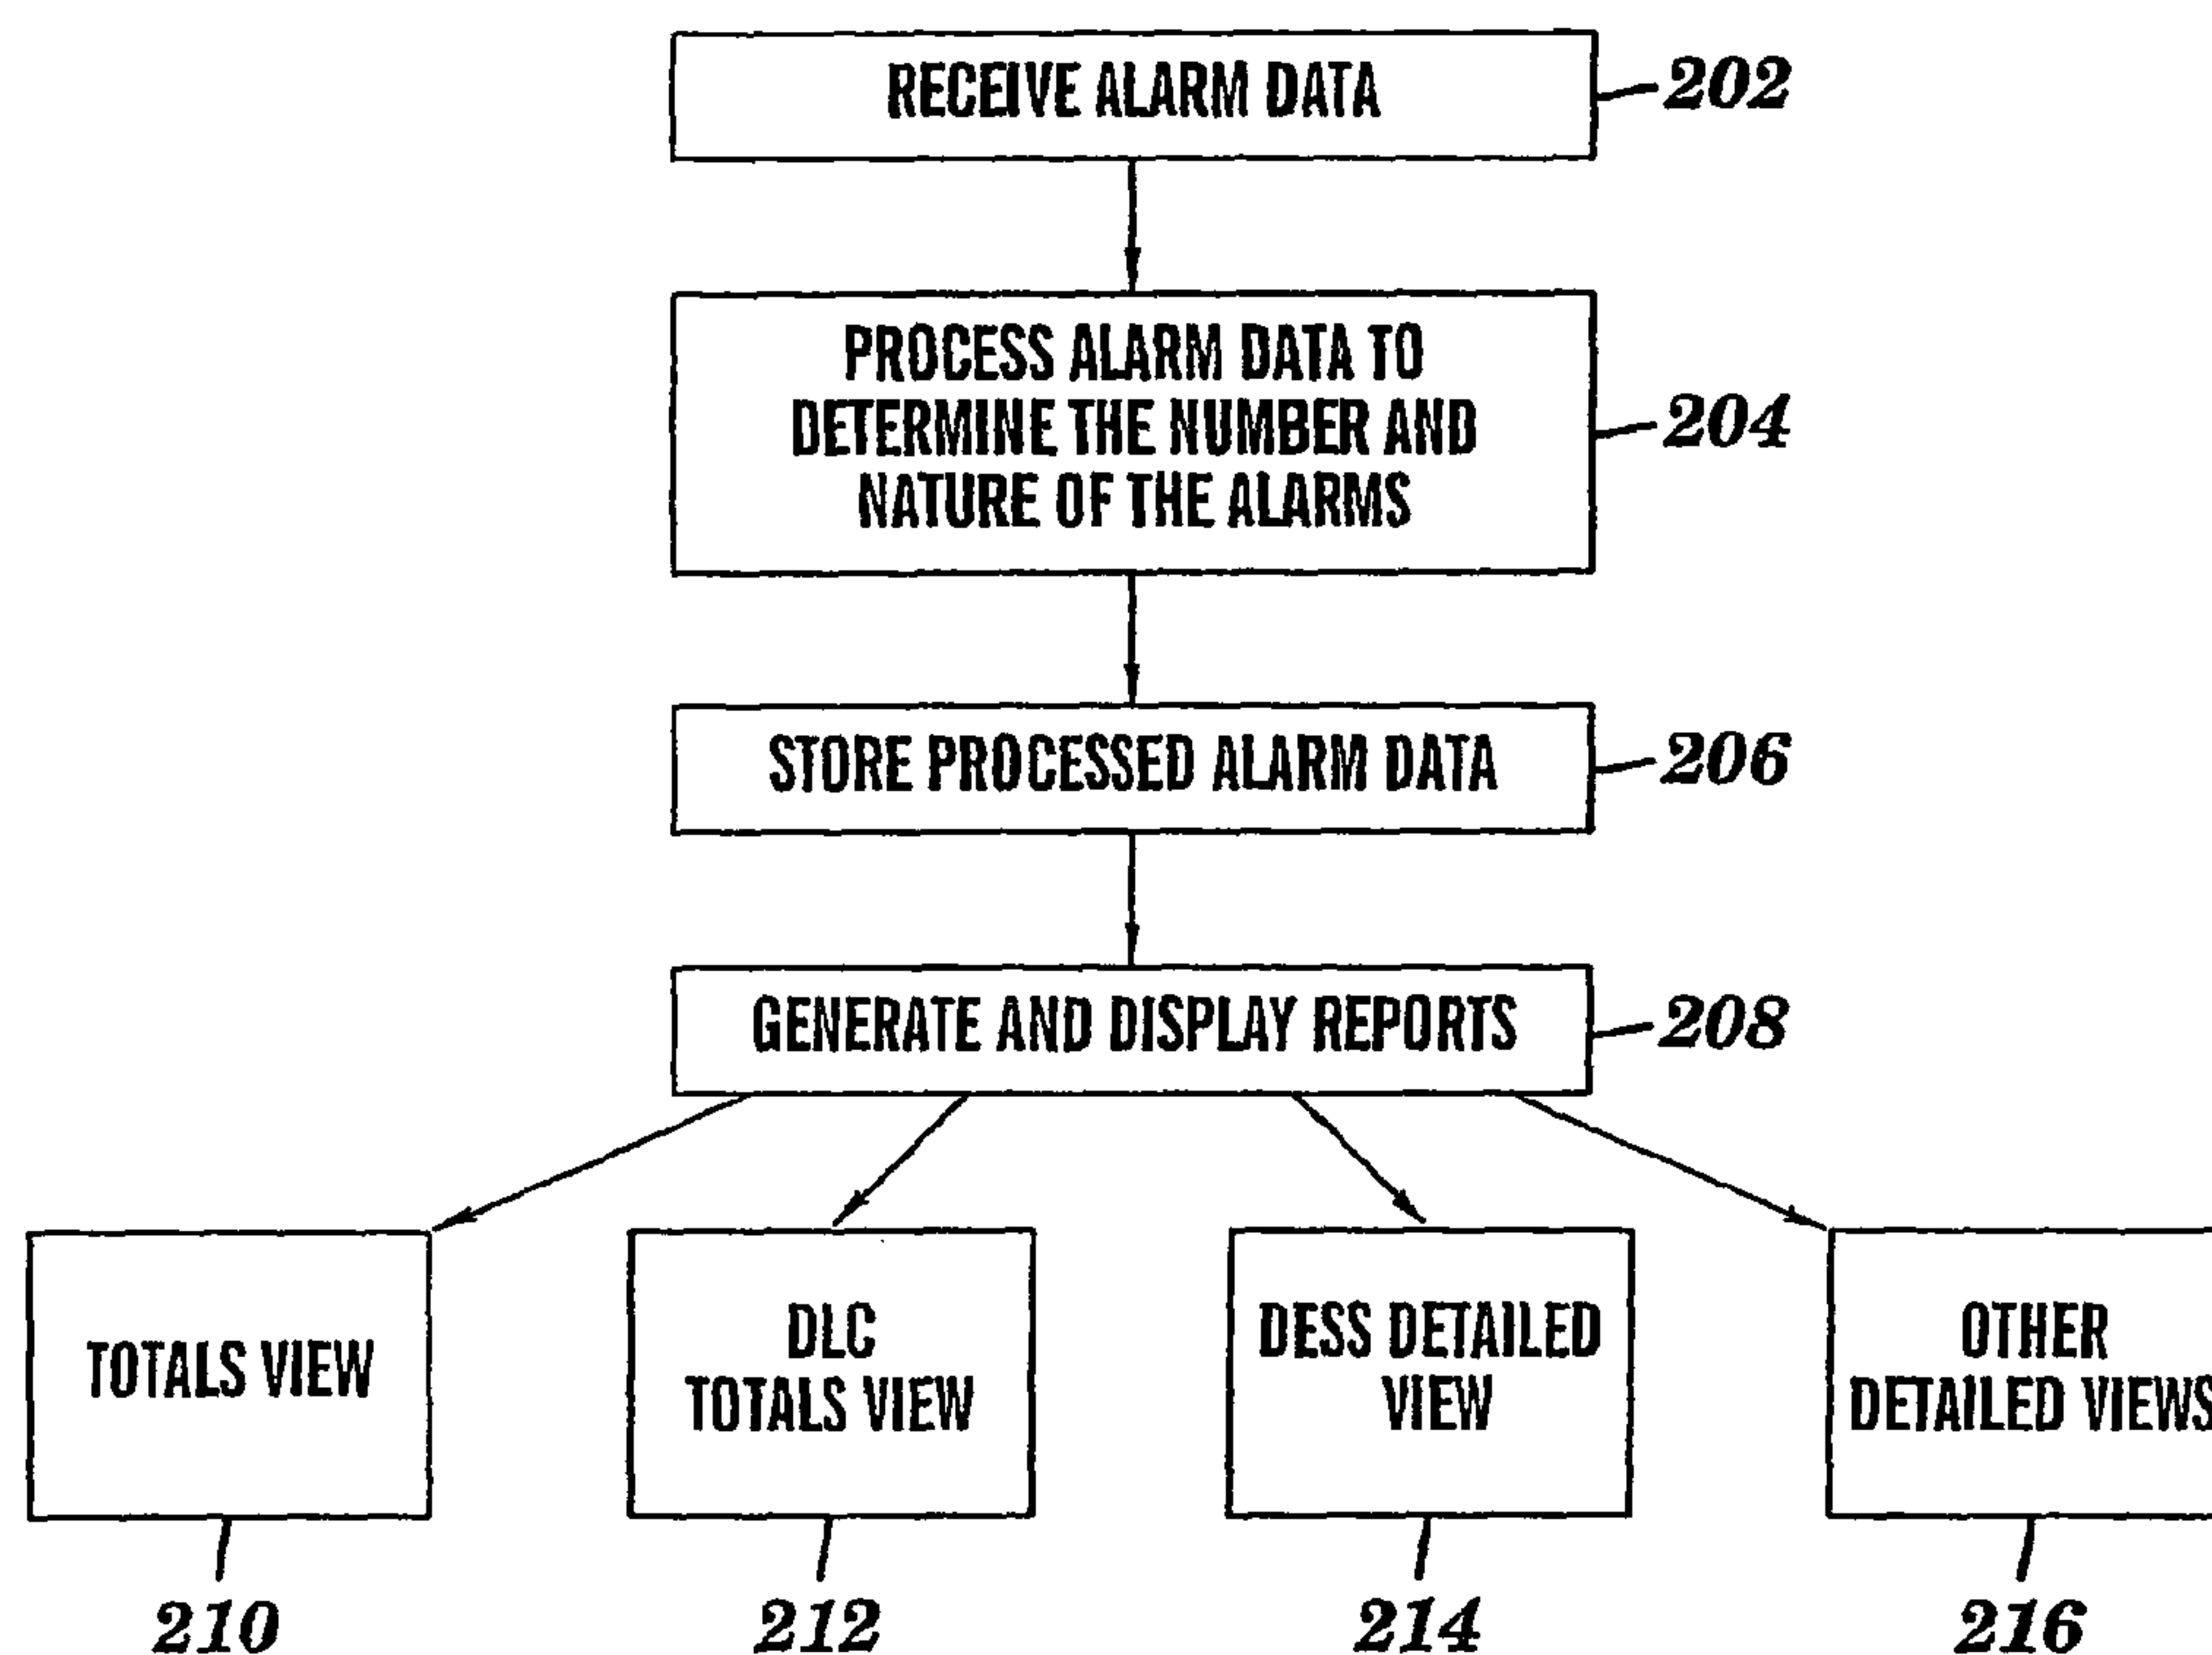 RECEIVE ALARM DATA
202
PROCESS ALARM DATA TO
DETERMINE THE NUMBER AND
NATURE OF THE ALARMS
204
STORE PROCESSED ALARM DATA
206
GENERATE AND DISPLAY REPORTS
208
TOTALS VIEW
DLC
TOTALS VIEW
DESS DETAILED
VIEW
OTHER
DETAILED VIEWS
210
212
214
216